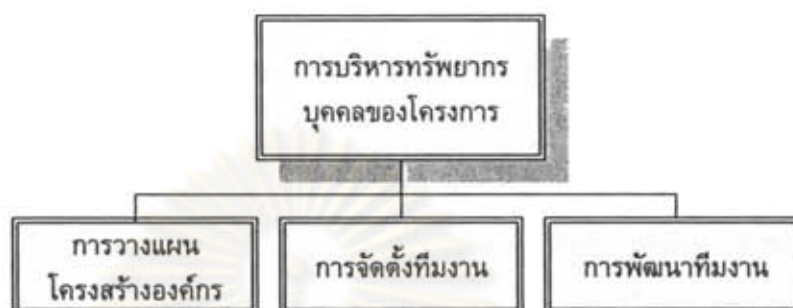 การบริหารทรัพยากร
บุคคลของโครงการ
การวางแผน
โครงสร้างองค์กร
การจัดตั้งทีมงาน
การพัฒนาทีมงาน